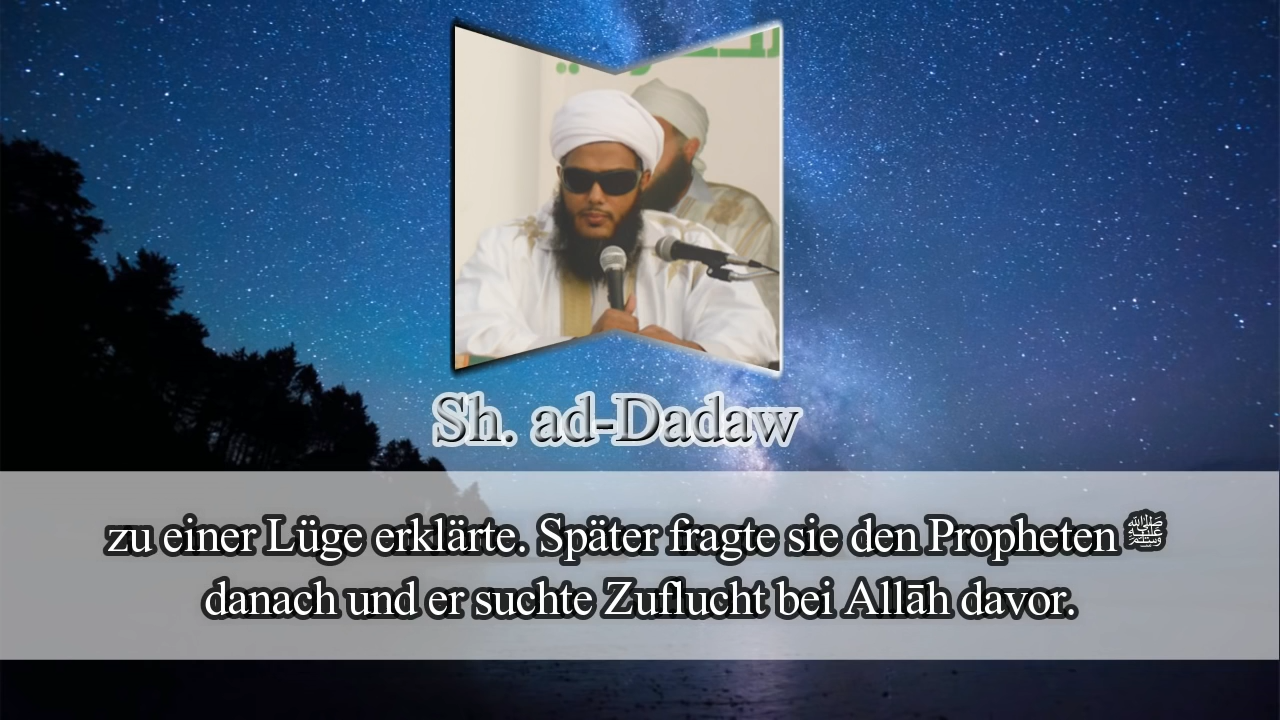 Sh. ad-Dadaw
zu einer Lüge erklärte. Später fragte sie den Propheten ﷺ
danach und er suchte Zuflucht bei Allāh davor.